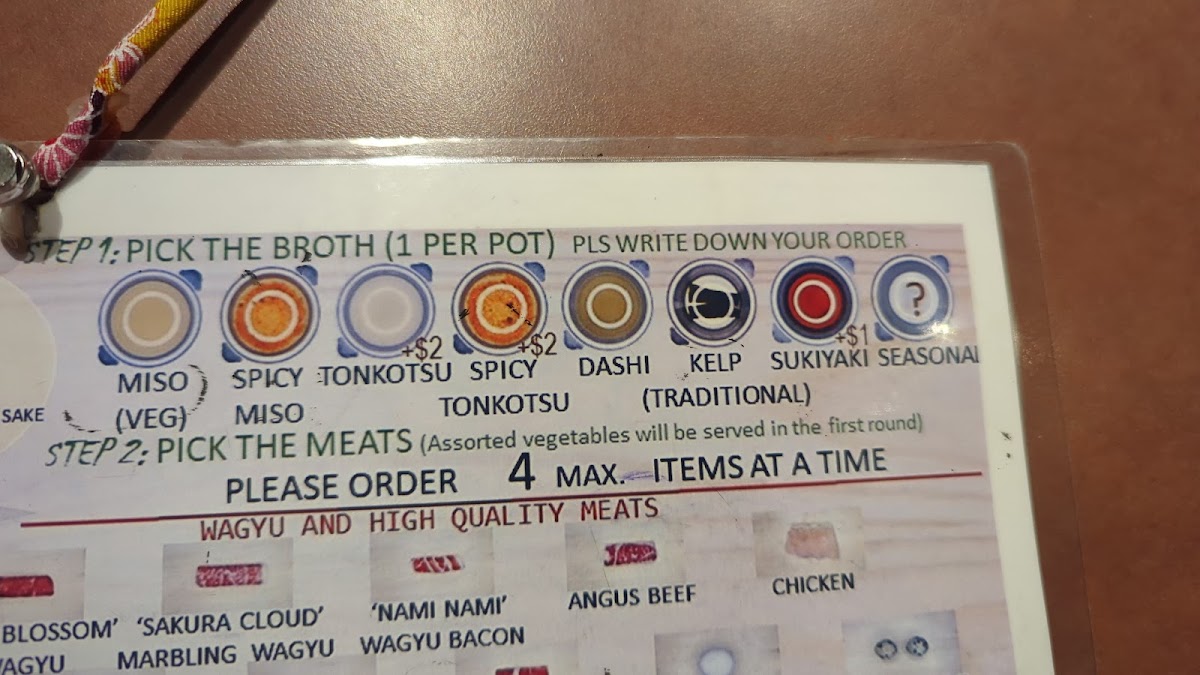 STEP 1: PICK THE BROTH (1 PER POT) PLS WRITE DOWN YOUR ORDER
?
+$2 +$2 +$1
MISO SPICY TONKOTSU SPICY DASHI KELP SUKIYAKI SEASONAL
(VEG) MISO TONKOTSU (TRADITIONAL)
SAKE
STEP 2: PICK THE MEATS (Assorted vegetables will be served in the first round)
PLEASE ORDER 4 MAX. ITEMS AT A TIME
WAGYU AND HIGH QUALITY MEATS
BLOSSOM' 'SAKURA CLOUD' 'NAMI NAMI' ANGUS BEEF CHICKEN
WAGYU MARBLING WAGYU WAGYU BACON